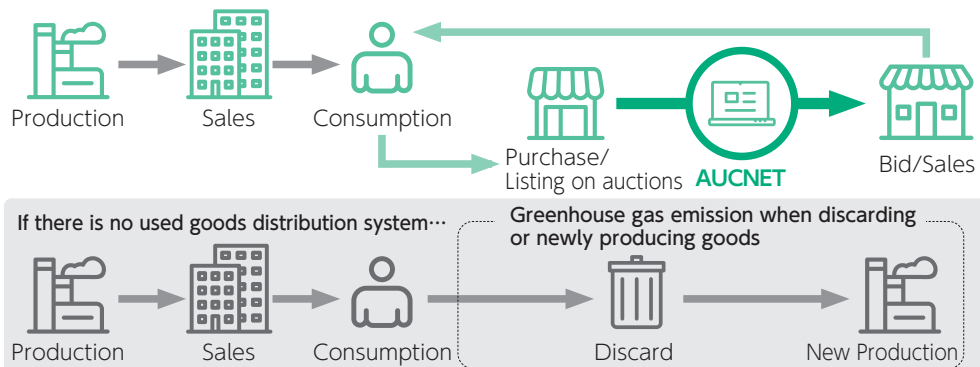 Production
Sales
Consumption
Purchase/
Listing on auctions
AUCNET
Bid/Sales
If there is no used goods distribution system…
Greenhouse gas emission when discarding
or newly producing goods
Production
Sales
Consumption
Discard
New Production